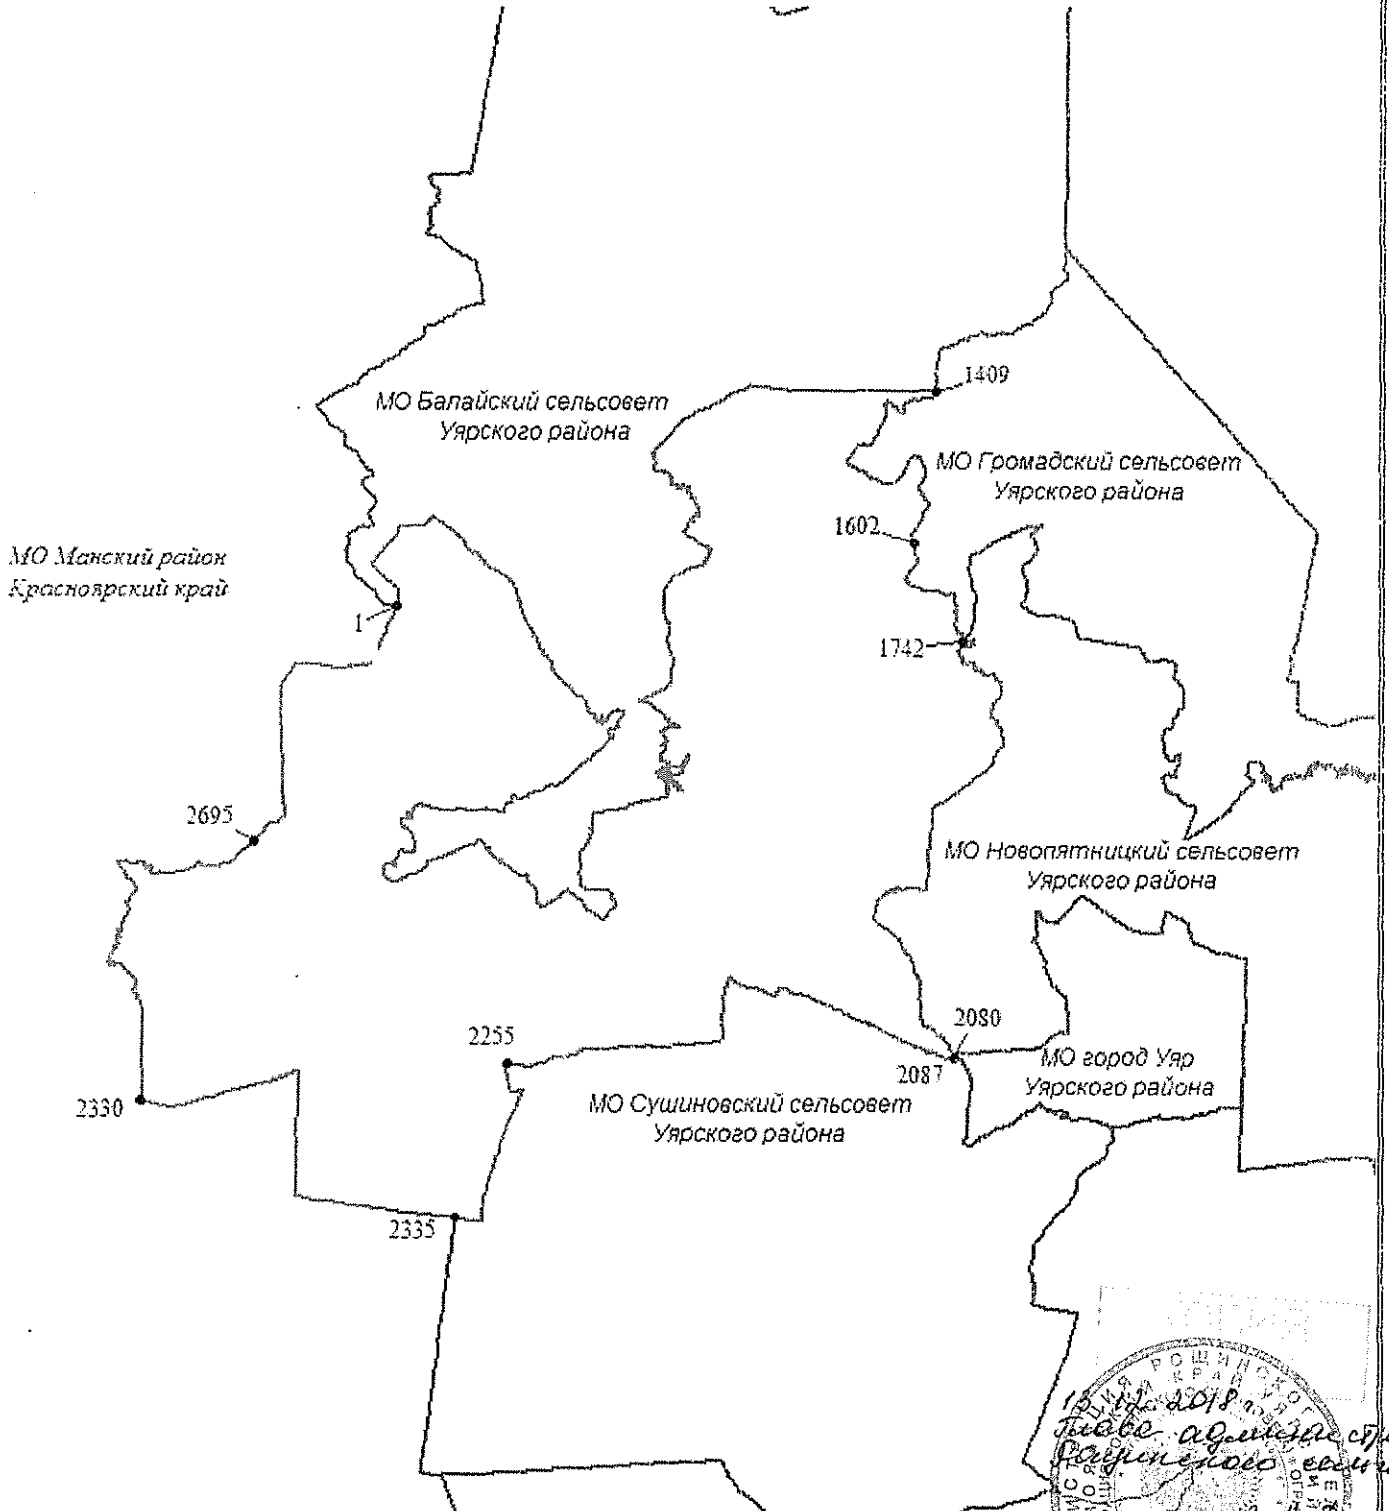 1409
МО Балайский сельсовет
Уярского района
МО Громадский сельсовет
Уярского района
1602
МО Манский район
Красноярский край
1
1742
2695
МО Новопятницкий сельсовет
Уярского района
2080
2255
2087
МО город Уяр
Уярского района
2330
МО Сушиновский сельсовет
Уярского района
2335
2018
Глава